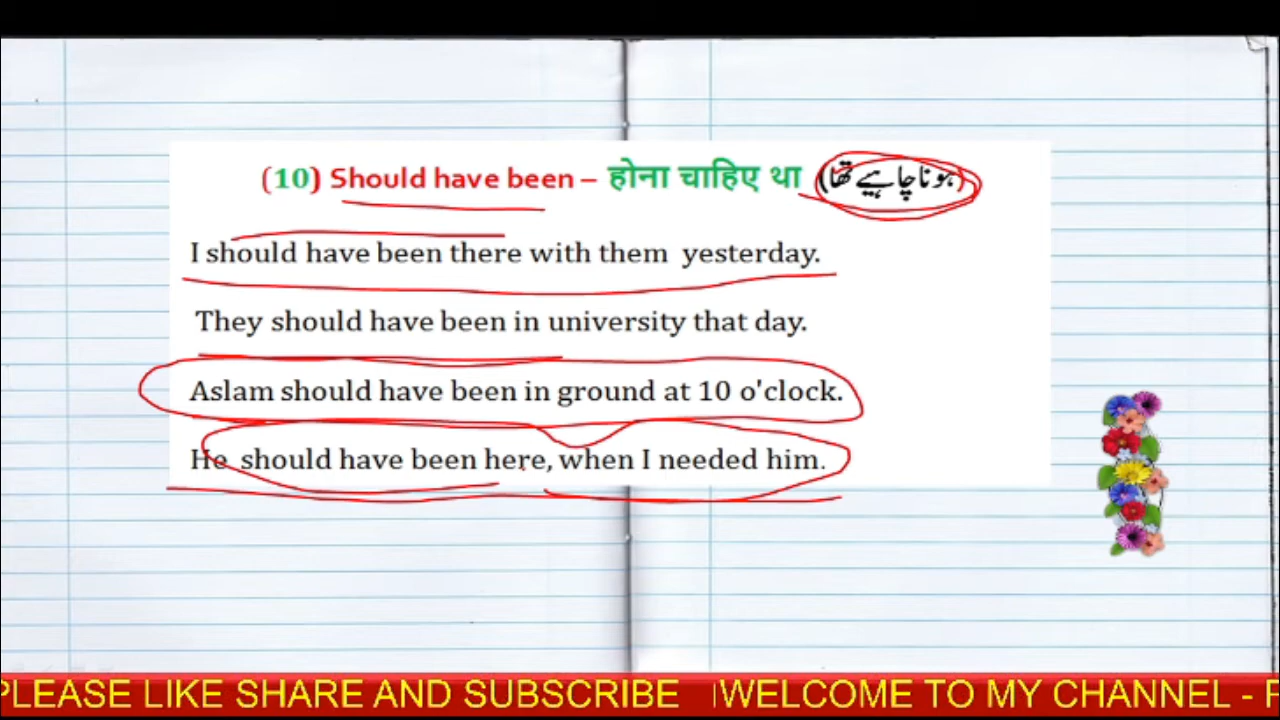 (10) Should have been – होना चाहिए था (ہونا چاہیے تھا)
I should have been there with them yesterday.
They should have been in university that day.
Aslam should have been in ground at 10 o'clock.
He should have been here, when I needed him.
PLEASE LIKE SHARE AND SUBSCRIBE WELCOME TO MY CHANNEL -